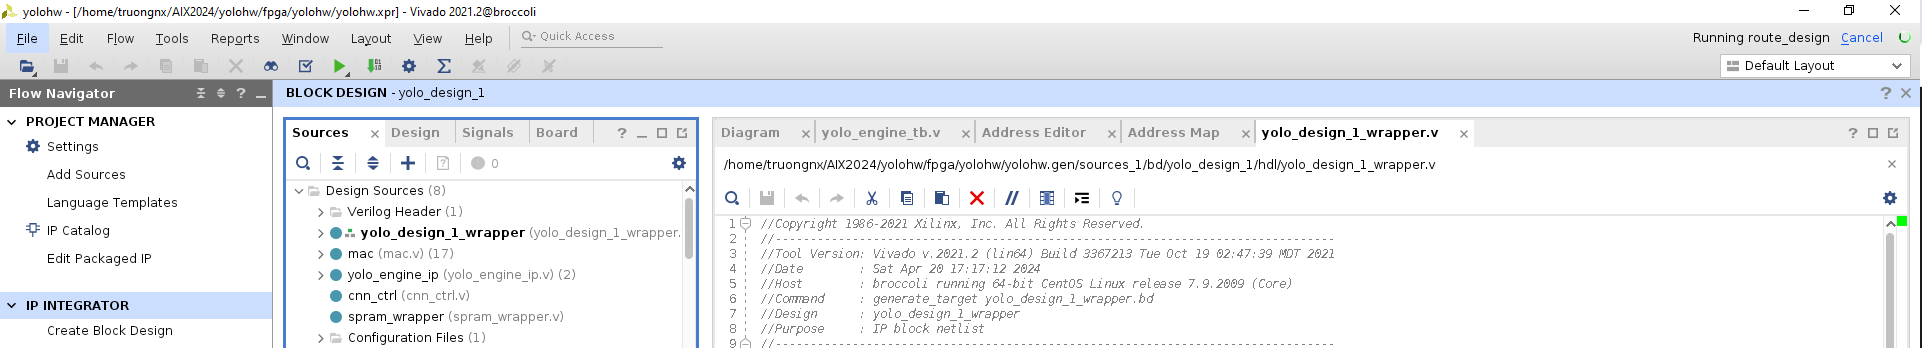 yolohw - [/home/truongnx/AIX2024/yolohw/fpga/yolohw/yolohw.xpr] - Vivado 2021.2@broccoli
File Edit Flow Tools Reports Window Layout View Help Quick Access
Running route_design Cancel
Default Layout
Flow Navigator
BLOCK DESIGN - yolo_design_1
PROJECT MANAGER
Settings
Add Sources
Language Templates
IP Catalog
Edit Packaged IP
IP INTEGRATOR
Create Block Design
Sources Design Signals Board
0
Design Sources (8)
Verilog Header (1)
yolo_design_1_wrapper (yolo_design_1_wrapper.
mac (mac.v) (17)
yolo_engine_ip (yolo_engine_ip.v) (2)
cnn_ctrl (cnn_ctrl.v)
spram_wrapper (spram_wrapper.v)
Configuration Files (1)
Diagram yolo_engine_tb.v Address Editor Address Map yolo_design_1_wrapper.v
/home/truongnx/AIX2024/yolohw/fpga/yolohw/yolohw.gen/sources_1/bd/yolo_design_1/hdl/yolo_design_1_wrapper.v
1 //Copyright 1986-2021 Xilinx, Inc. All Rights Reserved.
2 //--------------------------------------------------------------------------------
3 //Tool Version: Vivado v.2021.2 (lin64) Build 3367213 Tue Oct 19 02:47:39 MDT 2021
4 //Date        : Sat Apr 20 17:17:12 2024
5 //Host        : broccoli running 64-bit CentOS Linux release 7.9.2009 (Core)
6 //Command     : generate_target yolo_design_1_wrapper.bd
7 //Design      : yolo_design_1_wrapper
8 //Purpose     : IP block netlist
9 //--------------------------------------------------------------------------------